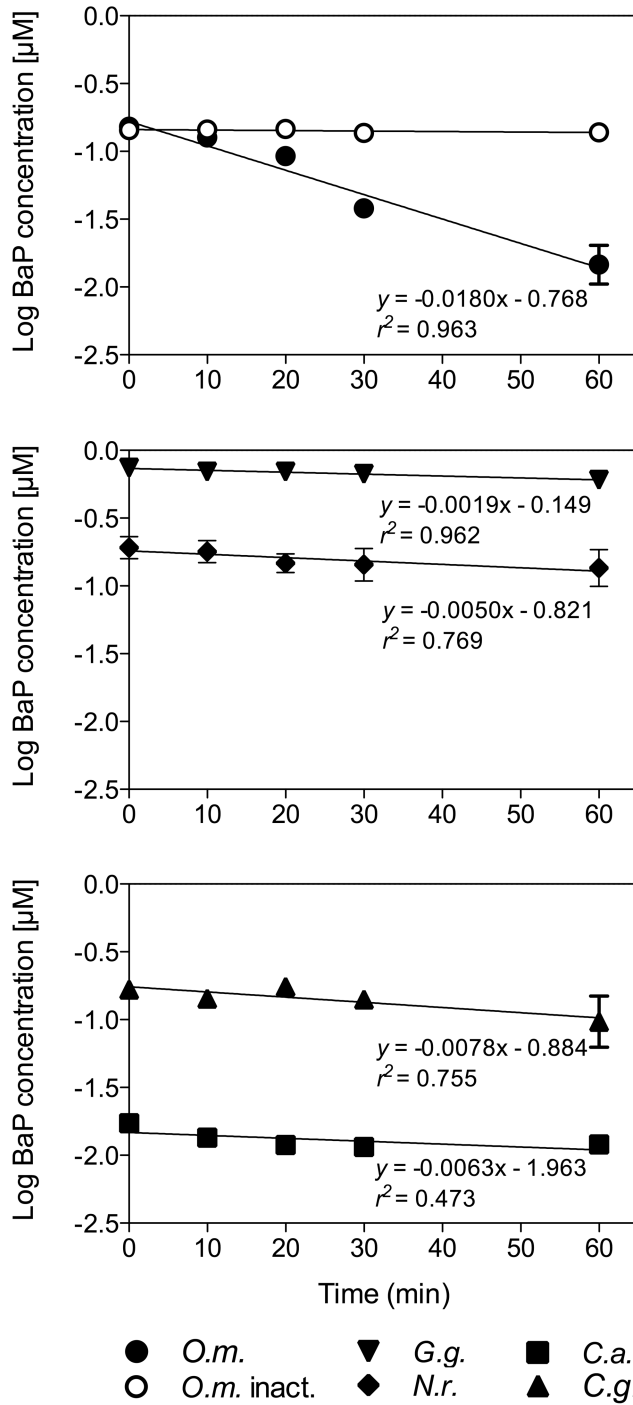 Log BaP concentration [µM]
0.0
-0.5
-1.0
-1.5
-2.0
-2.5
y = -0.0180x - 0.768
r² = 0.963
0 10 20 30 40 50 60
Log BaP concentration [µM]
0.0
-0.5
-1.0
-1.5
-2.0
-2.5
y = -0.0019x - 0.149
r² = 0.962
y = -0.0050x - 0.821
r² = 0.769
0 10 20 30 40 50 60
Log BaP concentration [µM]
0.0
-0.5
-1.0
-1.5
-2.0
-2.5
y = -0.0078x - 0.884
r² = 0.755
y = -0.0063x - 1.963
r² = 0.473
0 10 20 30 40 50 60
Time (min)
O.m. G.g. C.a.
O.m. inact. N.r. C.g.